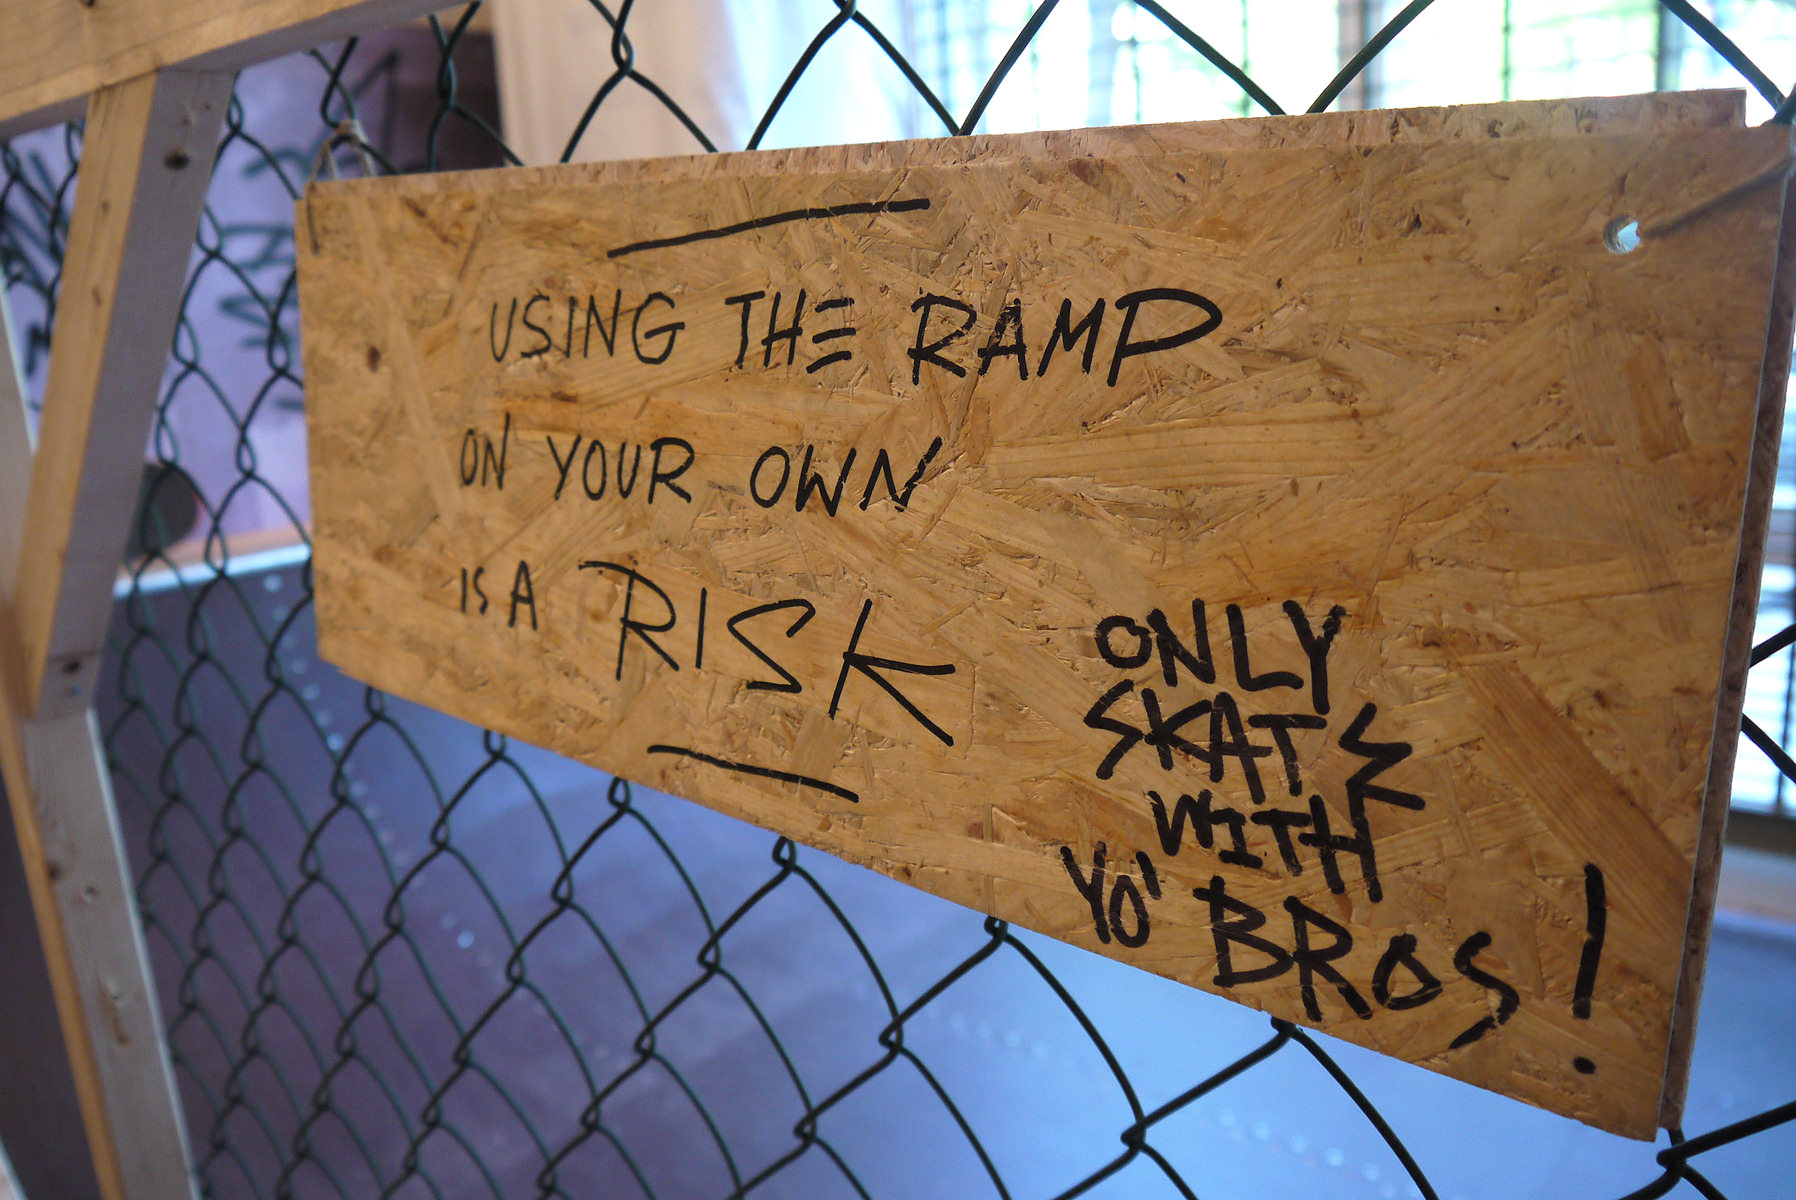 USING THE RAMP
ON YOUR OWN
IS A RISK
ONLY
SKATE
WITH
YO' BROS!